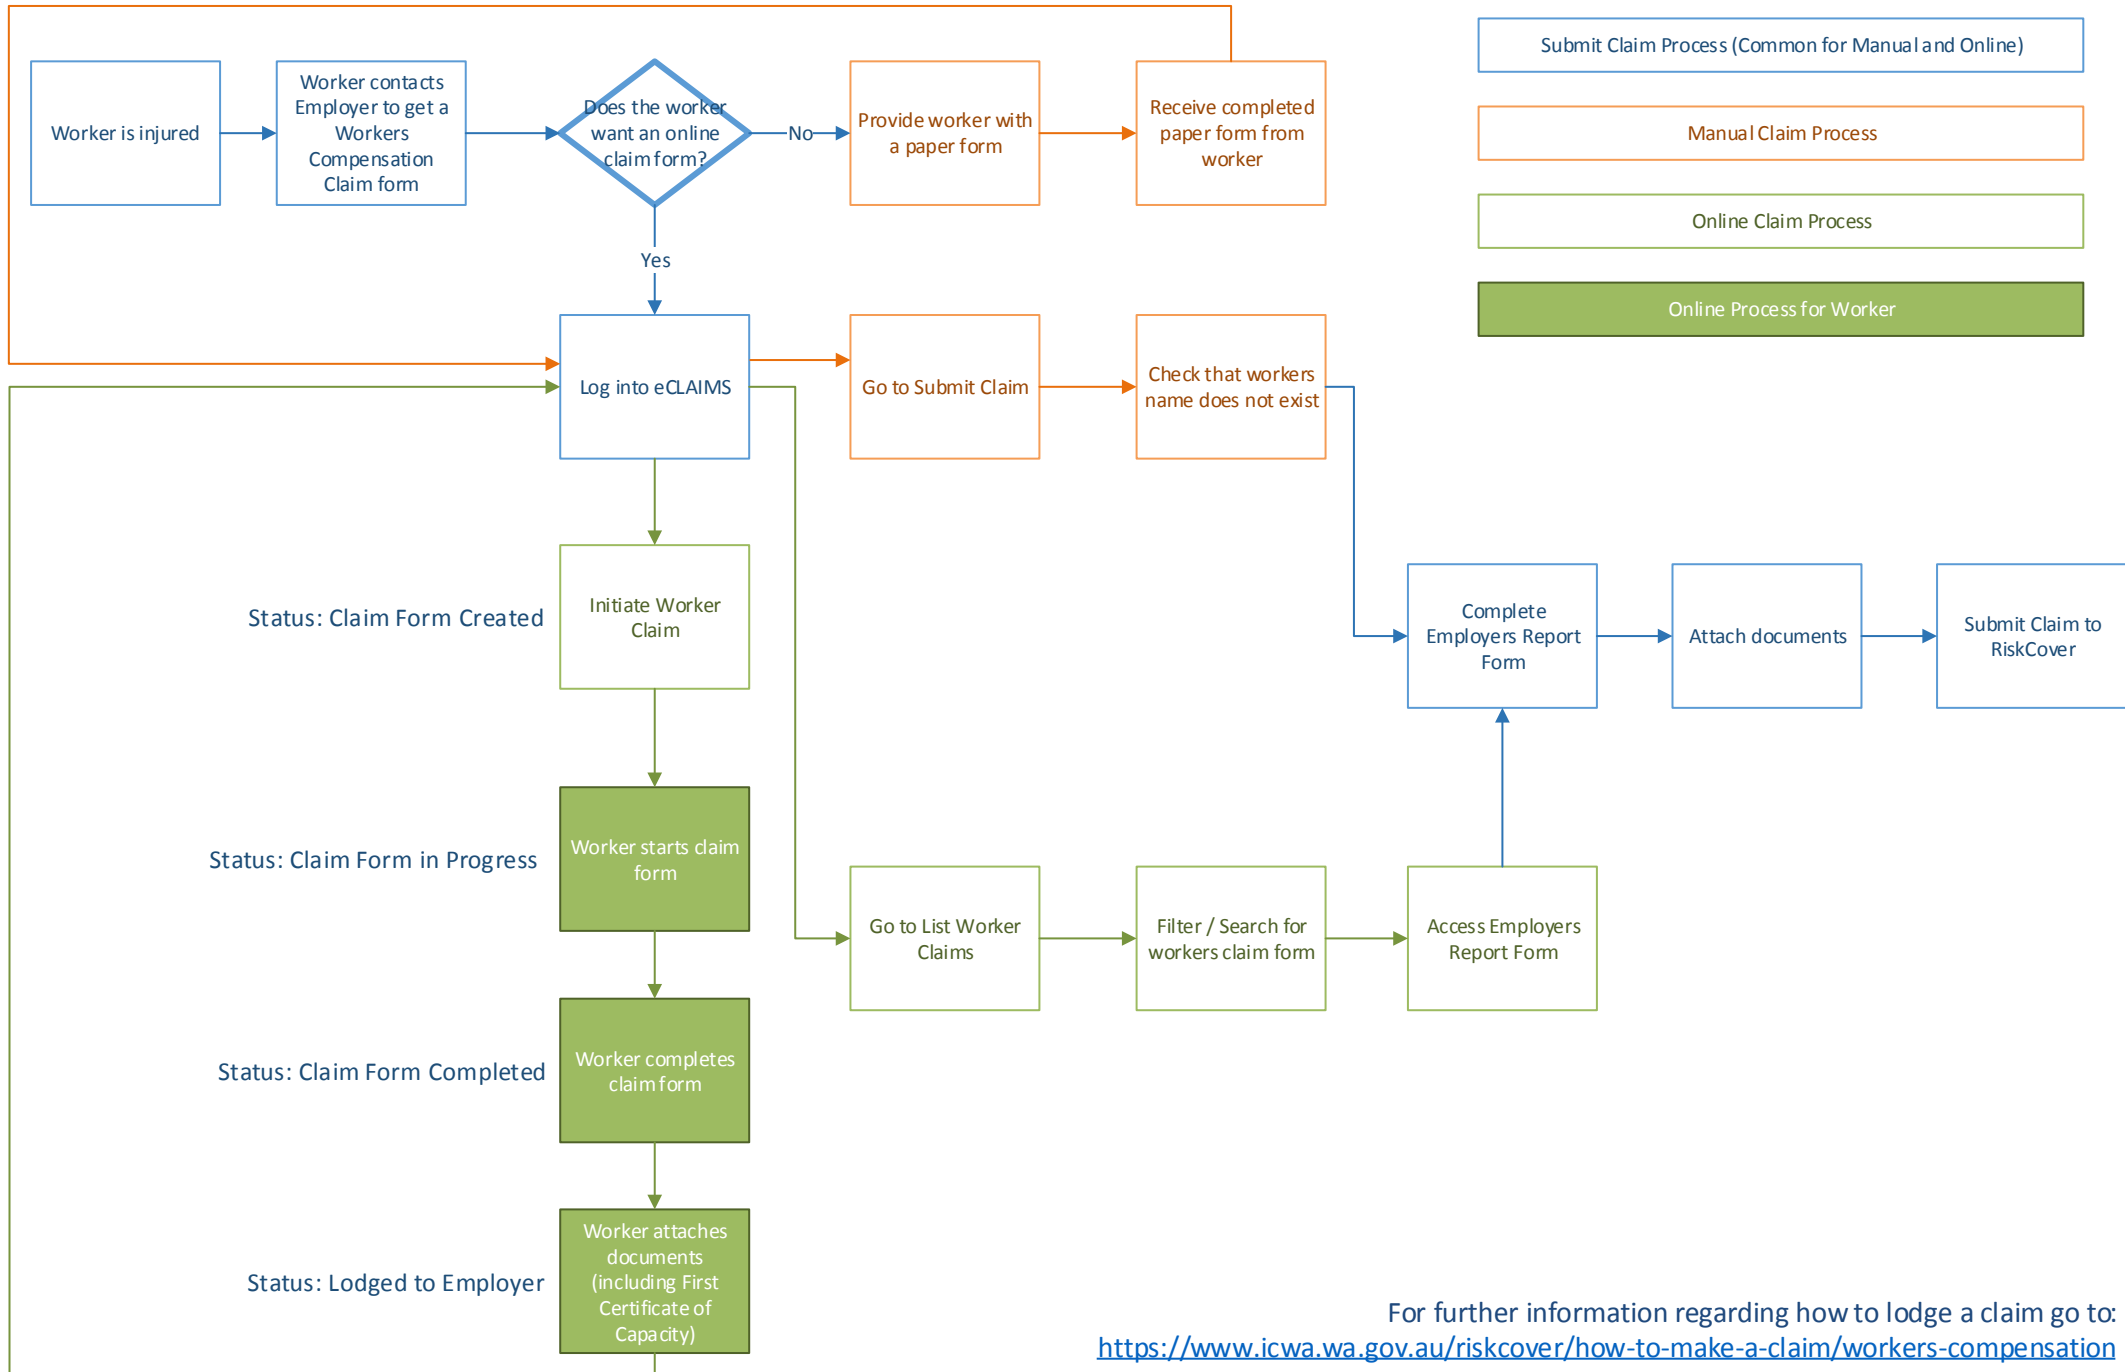 Worker is injured
Worker contacts
Employer to get a
Workers
Compensation
Claim form
Does the worker
want an online
claim form?
No
Provide worker with
a paper form
Receive completed
paper form from
worker
Submit Claim Process (Common for Manual and Online)
Manual Claim Process
Online Claim Process
Online Process for Worker
Yes
Log into eCLAIMS
Go to Submit Claim
Check that workers
name does not exist
Status: Claim Form Created
Initiate Worker
Claim
Complete
Employers Report
Form
Attach documents
Submit Claim to
RiskCover
Status: Claim Form in Progress
Worker starts claim
form
Go to List Worker
Claims
Filter / Search for
workers claim form
Access Employers
Report Form
Status: Claim Form Completed
Worker completes
claim form
Status: Lodged to Employer
Worker attaches
documents
(including First
Certificate of
Capacity)
For further information regarding how to lodge a claim go to:
https://www.icwa.wa.gov.au/riskcover/how-to-make-a-claim/workers-compensation